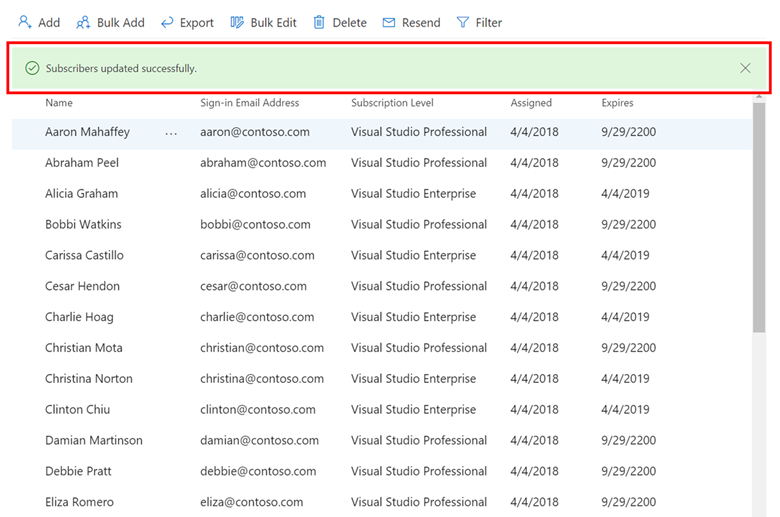 Add Bulk Add Export Bulk Edit Delete Resend Filter
Subscribers updated successfully.
Name Sign-in Email Address Subscription Level Assigned Expires
Aaron Mahaffey ... aaron@contoso.com Visual Studio Professional 4/4/2018 9/29/2200
Abraham Peel abraham@contoso.com Visual Studio Professional 4/4/2018 9/29/2200
Alicia Graham alicia@contoso.com Visual Studio Enterprise 4/4/2018 4/4/2019
Bobbi Watkins bobbi@contoso.com Visual Studio Professional 4/4/2018 9/29/2200
Carissa Castillo carissa@contoso.com Visual Studio Enterprise 4/4/2018 4/4/2019
Cesar Hendon cesar@contoso.com Visual Studio Professional 4/4/2018 9/29/2200
Charlie Hoag charlie@contoso.com Visual Studio Enterprise 4/4/2018 4/4/2019
Christian Mota christian@contoso.com Visual Studio Professional 4/4/2018 9/29/2200
Christina Norton christina@contoso.com Visual Studio Enterprise 4/4/2018 4/4/2019
Clinton Chiu clinton@contoso.com Visual Studio Enterprise 4/4/2018 4/4/2019
Damian Martinson damian@contoso.com Visual Studio Professional 4/4/2018 9/29/2200
Debbie Pratt debbie@contoso.com Visual Studio Professional 4/4/2018 9/29/2200
Eliza Romero eliza@contoso.com Visual Studio Professional 4/4/2018 9/29/2200